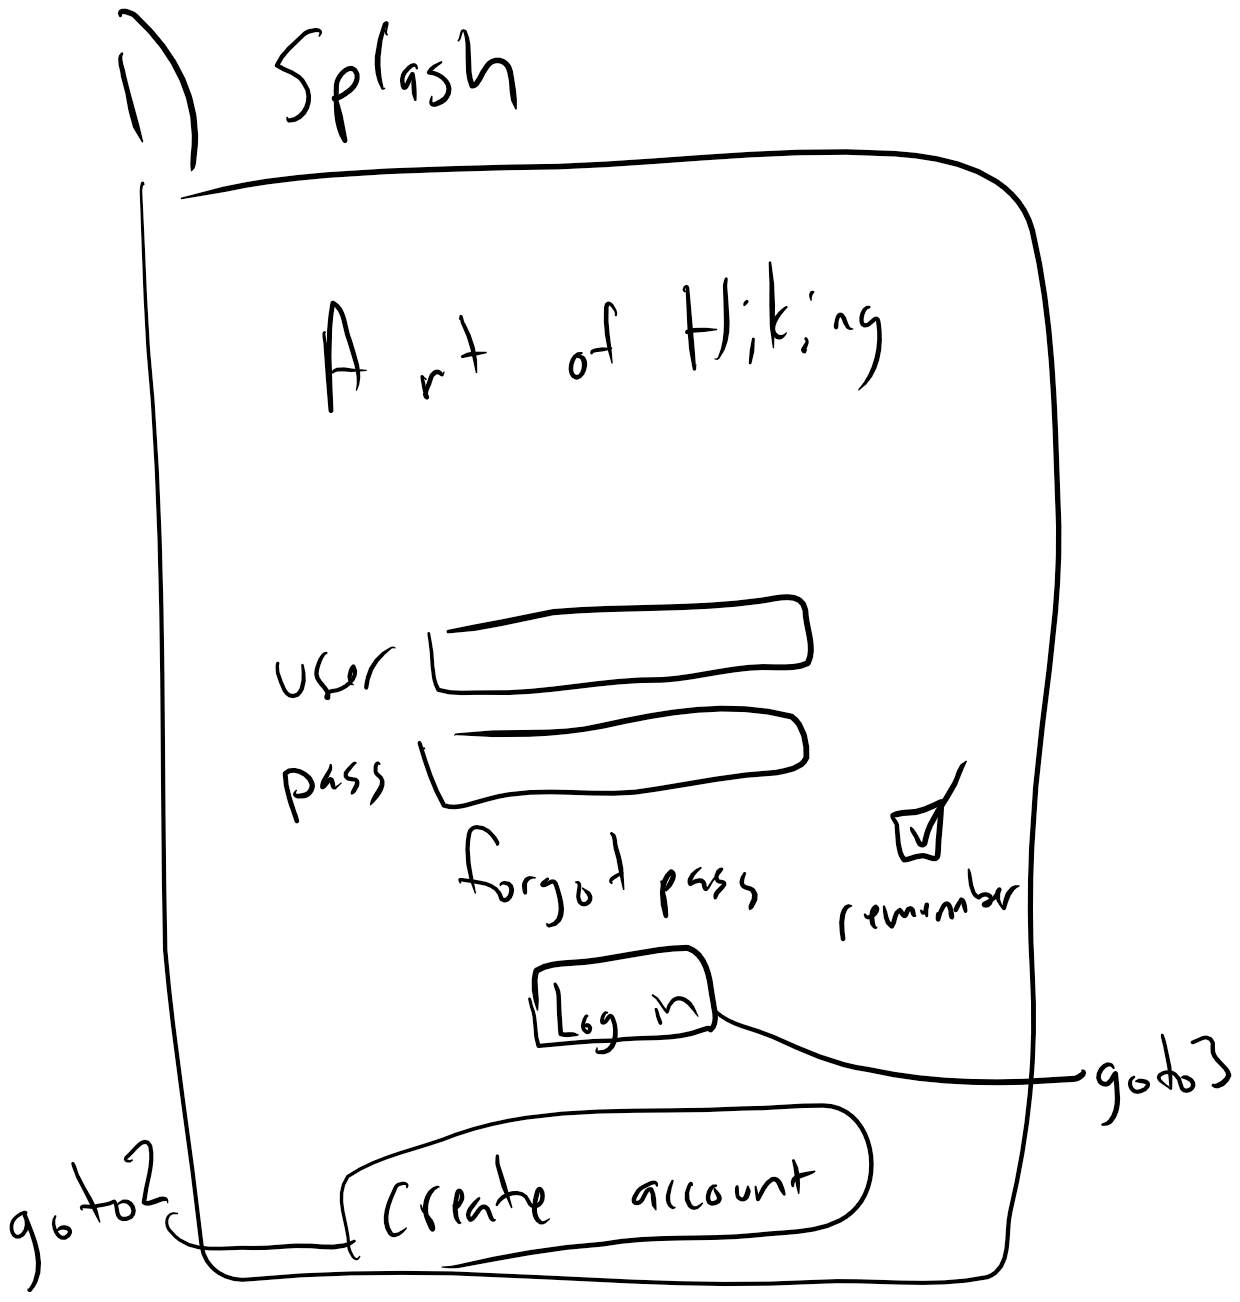 1) Splash
Art of Hiking
user
pass
forgot pass
remember
Log in
goto3
goto2
Create account